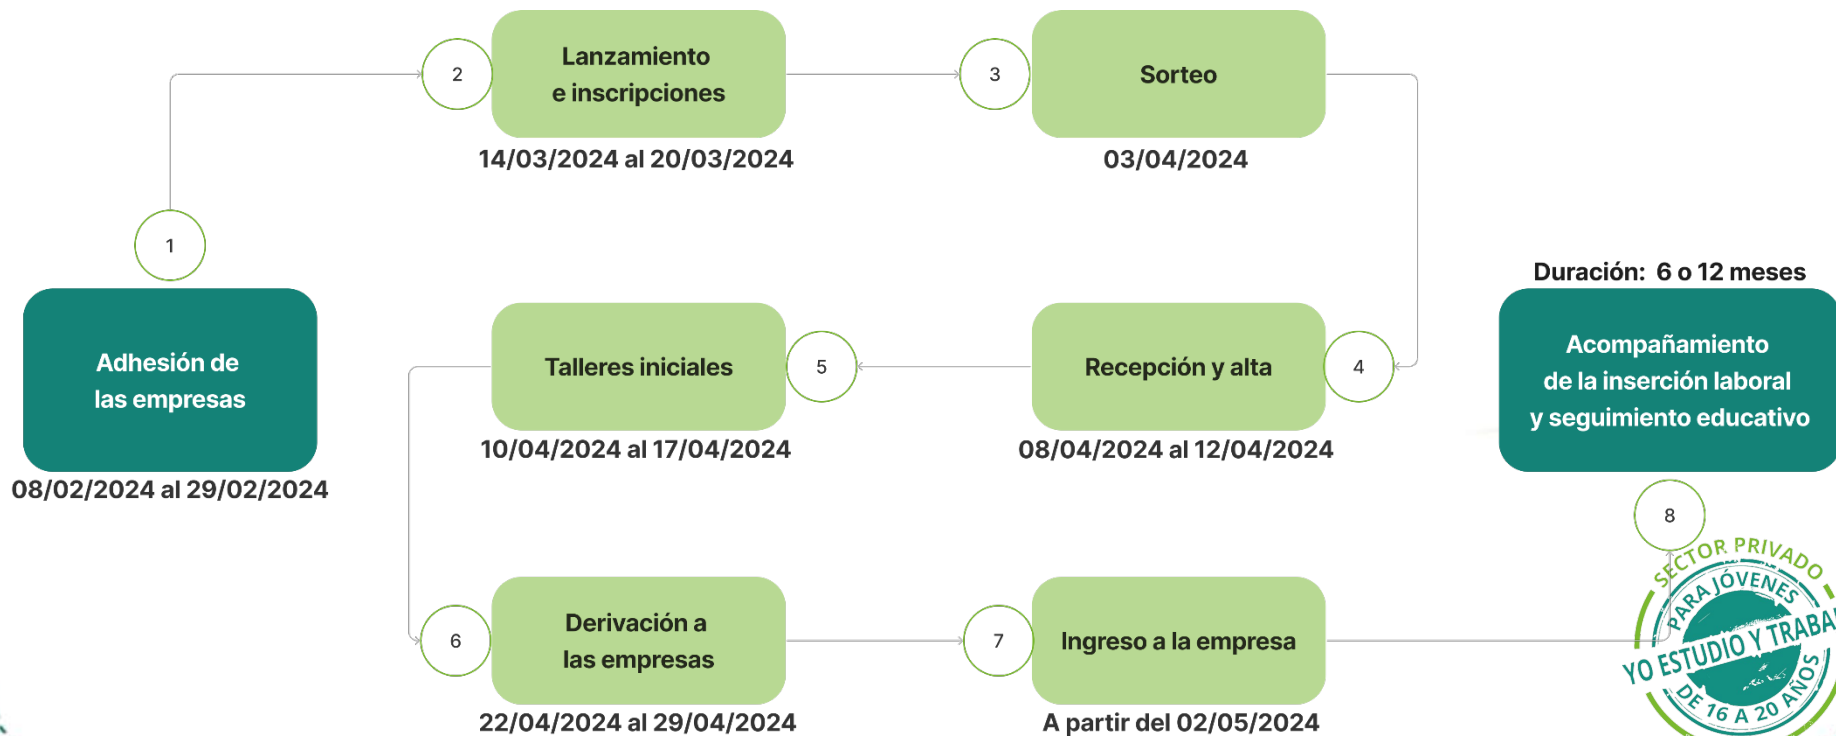 1
Adhesión de
las empresas
08/02/2024 al 29/02/2024
2
Lanzamiento
e inscripciones
14/03/2024 al 20/03/2024
3
Sorteo
03/04/2024
4
Recepción y alta
08/04/2024 al 12/04/2024
5
Talleres iniciales
10/04/2024 al 17/04/2024
6
Derivación a
las empresas
22/04/2024 al 29/04/2024
7
Ingreso a la empresa
A partir del 02/05/2024
Duración: 6 o 12 meses
Acompañamiento
de la inserción laboral
y seguimiento educativo
8
SECTOR PRIVADO
PARA JÓVENES
YO ESTUDIO Y TRABA
DE 16 A 20 AÑOS